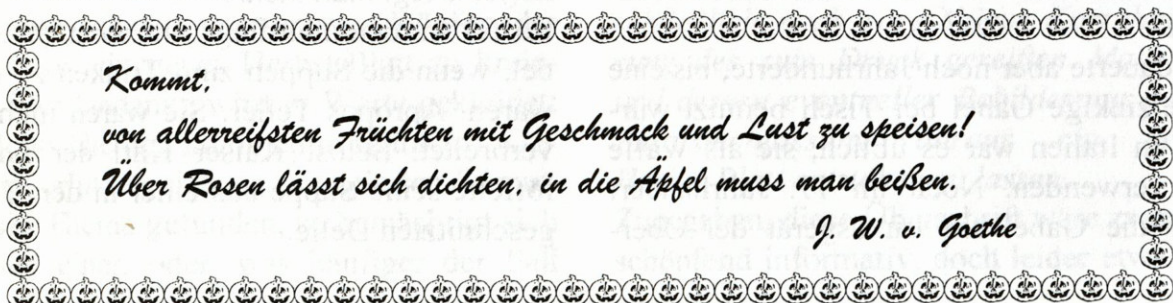 Kommt,
von allerreifsten Früchten mit Geschmack und Lust zu speisen!
Über Rosen lässt sich dichten, in die Äpfel muss man beißen.
J. W. v. Goethe